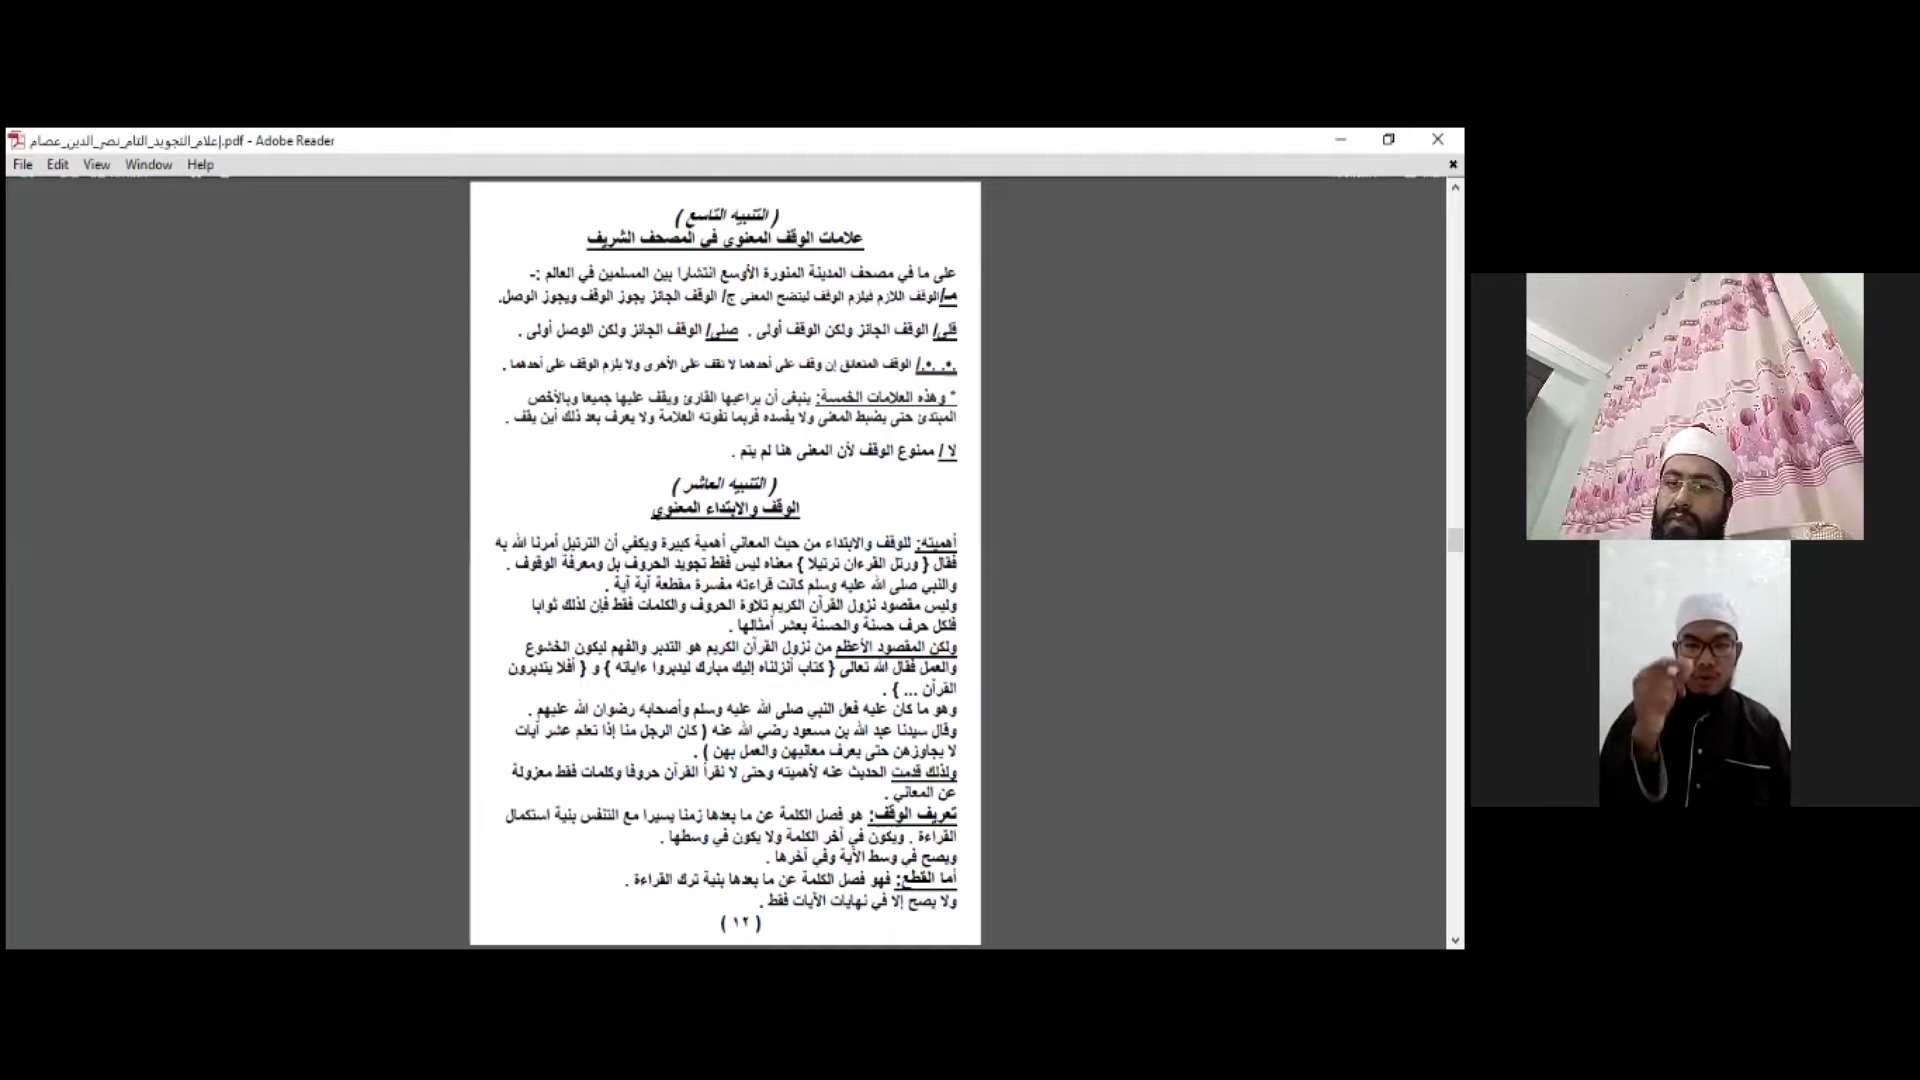 إعلام_التجويد_التام_نصر_الدين_عصام.pdf - Adobe Reader
File Edit View Window Help
( التنبيه التاسع )
علامات الوقف المعنوي في المصحف الشريف
على ما في مصحف المدينة المنورة الأوسع انتشارا بين المسلمين في العالم :-
مـ/الوقف اللازم فيلزم الوقف ليتضح المعنى ج/ الوقف الجائز يجوز الوقف ويجوز الوصل.
قلى/ الوقف الجائز ولكن الوقف أولى . صلى/ الوقف الجائز ولكن الوصل أولى .
.•. .•./ الوقف المتعانق إن وقف على أحدهما لا نقف على الأخرى ولا يلزم الوقف على أحدهما .
* وهذه العلامات الخمسة: ينبغي أن يراعيها القارئ ويقف عليها جميعا وبالأخص
المبتدئ حتى يضبط المعنى ولا يفسده فربما تفوته العلامة ولا يعرف بعد ذلك أين يقف .
لا / ممنوع الوقف لأن المعنى هنا لم يتم .
( التنبيه العاشر )
الوقف والابتداء المعنوي
أهميته: للوقف والابتداء من حيث المعاني أهمية كبيرة ويكفي أن الترتيل أمرنا الله به
فقال { ورتل القرءان ترتيلا } معناه ليس فقط تجويد الحروف بل ومعرفة الوقوف .
والنبي صلى الله عليه وسلم كانت قراءته مفسرة مقطعة آية آية .
وليس مقصود نزول القرآن الكريم تلاوة الحروف والكلمات فقط فإن لذلك ثوابا
فلكل حرف حسنة والحسنة بعشر أمثالها .
ولكن المقصود الأعظم من نزول القرآن الكريم هو التدبر والفهم ليكون الخشوع
والعمل فقال الله تعالى { كتاب أنزلناه إليك مبارك ليدبروا ءاياته } و { أفلا يتدبرون
القرآن ... } .
وهو ما كان عليه فعل النبي صلى الله عليه وسلم وأصحابه رضوان الله عليهم .
وقال سيدنا عبد الله بن مسعود رضي الله عنه ( كان الرجل منا إذا تعلم عشر آيات
لا يجاوزهن حتى يعرف معانيهن والعمل بهن ) .
ولذلك قدمت الحديث عنه لأهميته وحتى لا نقرأ القرآن حروفا وكلمات فقط معزولة
عن المعاني .
تعريف الوقف: هو فصل الكلمة عن ما بعدها زمنا يسيرا مع التنفس بنية استكمال
القراءة . ويكون في آخر الكلمة ولا يكون في وسطها .
ويصح في وسط الآية وفي آخرها .
أما القطع: فهو فصل الكلمة عن ما بعدها بنية ترك القراءة .
ولا يصح إلا في نهايات الآيات فقط .
( ١٢ )